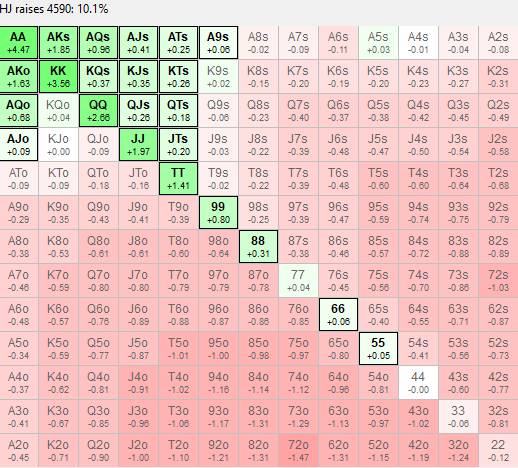 HJ raises 4590: 10.1%
AA AKs AQs AJs ATs A9s A8s A7s A6s A5s A4s A3s A2s
+4.47 +1.85 +0.96 +0.41 +0.25 +0.06 -0.02 -0.09 -0.11 +0.03 -0.01 -0.04 -0.08
AKo KK KQs KJs KTs K9s K8s K7s K6s K5s K4s K3s K2s
+1.63 +3.56 +0.37 +0.35 +0.26 -0.02 -0.15 -0.20 -0.19 -0.20 -0.23 -0.27 -0.31
AQo KQo QQ QJs QTs Q9s Q8s Q7s Q6s Q5s Q4s Q3s Q2s
+0.68 +0.04 +2.66 +0.26 +0.18 -0.06 -0.23 -0.40 -0.37 -0.38 -0.42 -0.45 -0.49
AJo KJo QJo JJ JTs J9s J8s J7s J6s J5s J4s J3s J2s
+0.09 +0.00 -0.09 +1.97 +0.20 -0.03 -0.22 -0.39 -0.48 -0.47 -0.50 -0.54 -0.58
ATo KTo QTo JTo TT T9s T8s T7s T6s T5s T4s T3s T2s
-0.09 -0.09 -0.18 -0.16 +1.41 -0.02 -0.22 -0.39 -0.48 -0.60 -0.60 -0.64 -0.68
A9o K9o Q9o J9o T9o 99 98s 97s 96s 95s 94s 93s 92s
-0.29 -0.35 -0.43 -0.41 -0.39 +0.80 -0.25 -0.39 -0.47 -0.59 -0.74 -0.75 -0.79
A8o K8o Q8o J8o T8o 98o 88 87s 86s 85s 84s 83s 82s
-0.38 -0.53 -0.61 -0.61 -0.60 -0.64 +0.31 -0.38 -0.46 -0.57 -0.72 -0.88 -0.89
A7o K7o Q7o J7o T7o 97o 87o 77 76s 75s 74s 73s 72s
-0.46 -0.59 -0.80 -0.80 -0.79 -0.79 -0.78 +0.04 -0.45 -0.56 -0.70 -0.86 -1.03
A6o K6o Q6o J6o T6o 96o 86o 76o 66 65s 64s 63s 62s
-0.48 -0.57 -0.76 -0.89 -0.88 -0.87 -0.86 -0.85 +0.06 -0.40 -0.55 -0.71 -0.87
A5o K5o Q5o J5o T5o 95o 85o 75o 65o 55 54s 53s 52s
-0.34 -0.59 -0.77 -0.87 -1.01 -1.00 -0.98 -0.97 -0.80 +0.05 -0.41 -0.56 -0.73
A4o K4o Q4o J4o T4o 94o 84o 74o 64o 54o 44 43s 42s
-0.37 -0.62 -0.81 -0.91 -1.02 -1.16 -1.14 -1.12 -0.96 -0.81 -0.00 -0.60 -0.77
A3o K3o Q3o J3o T3o 93o 83o 73o 63o 53o 43o 33 32s
-0.41 -0.67 -0.85 -0.96 -1.06 -1.17 -1.31 -1.29 -1.13 -0.97 -1.02 -0.06 -0.81
A2o K2o Q2o J2o T2o 92o 82o 72o 62o 52o 42o 32o 22
-0.45 -0.71 -0.90 -1.00 -1.10 -1.21 -1.31 -1.47 -1.31 -1.15 -1.19 -1.24 -0.12